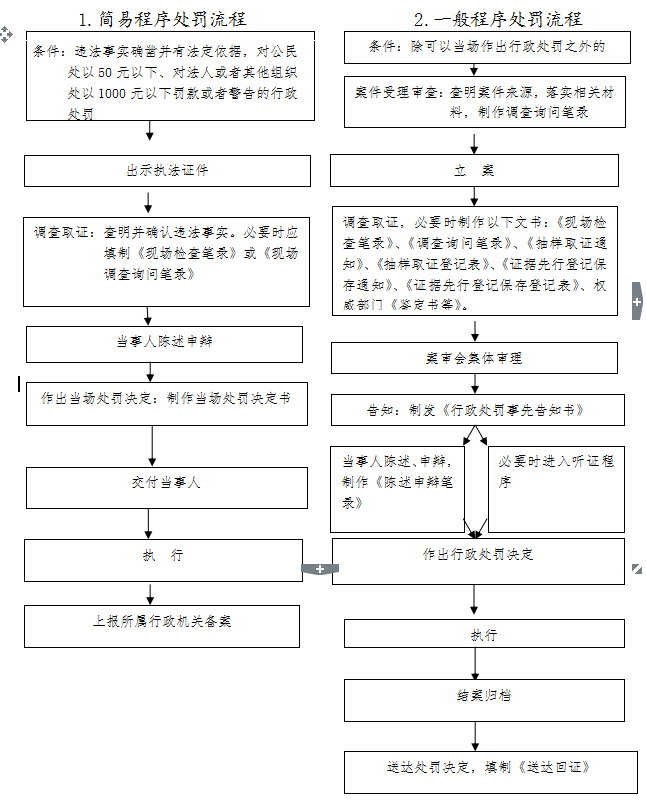 1.简易程序处罚流程
条件：违法事实确凿并有法定依据，对公民
处以50元以下、对法人或者其他组织
处以1000元以下罚款或者警告的行政
处罚
出示执法证件
调查取证：查明并确认违法事实。必要时应
填制《现场检查笔录》或《现场
调查询问笔录》
当事人陈述申辩
作出当场处罚决定：制作当场处罚决定书
交付当事人
执 行
上报所属行政机关备案
2.一般程序处罚流程
条件：除可以当场作出行政处罚之外的
案件受理审查：查明案件来源，落实相关材
料，制作调查询问笔录
立 案
调查取证，必要时制作以下文书：《现场检
查笔录》、《调查询问笔录》、《抽样取证通
知》、《抽样取证登记表》、《证据先行登记保
存通知》、《证据先行登记保存登记表》、权
威部门《鉴定书等》。
案审会集体审理
告知：制发《行政处罚事先告知书》
当事人陈述、申辩，
制作《陈述申辩笔
录》
必要时进入听证程
序
作出行政处罚决定
执行
结案归档
送达处罚决定，填制《送达回证》